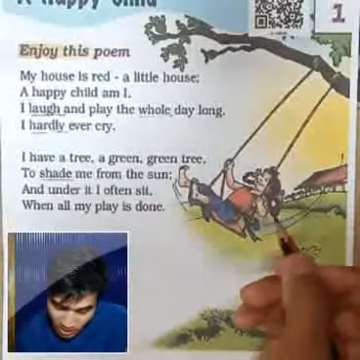 A Happy Child
1
Enjoy this poem
My house is red - a little house;
A happy child am I.
I laugh and play the whole day long.
I hardly ever cry.
I have a tree, a green, green tree,
To shade me from the sun;
And under it I often sit,
When all my play is done.